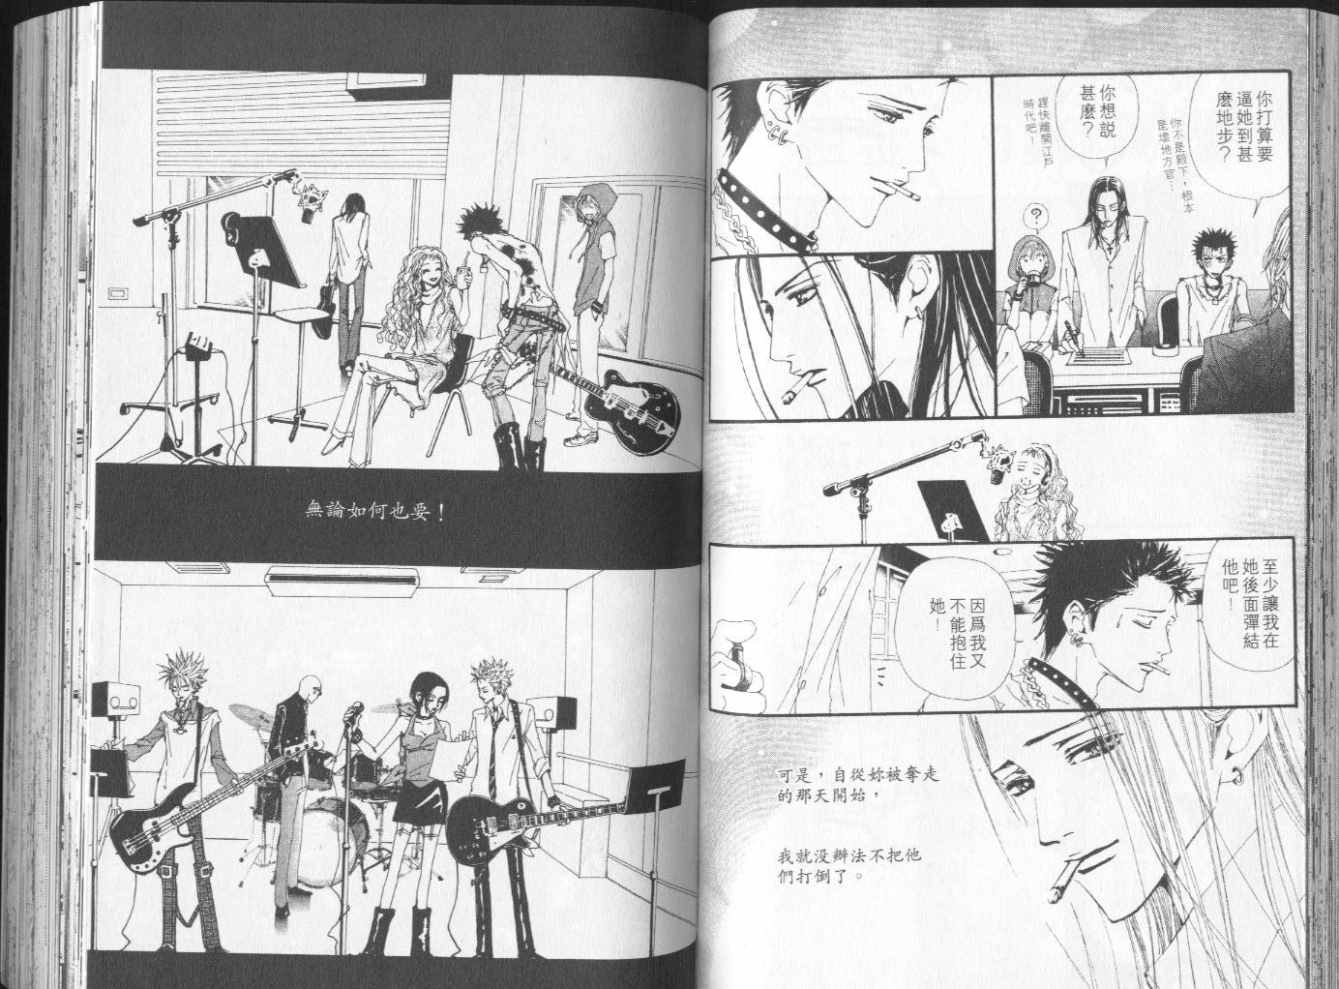 你打算要
逼她到甚
麼地步？
你不是殿下，根本
是壞地方官…
你想說
甚麼？
趕快離開江戶
時代吧！
？
至少讓我在
她後面彈結
他吧！
因爲我又
不能抱住
她！
可是，自從妳被奪走
的那天開始，
我就沒辦法不把他
們打倒了。
無論如何也要！